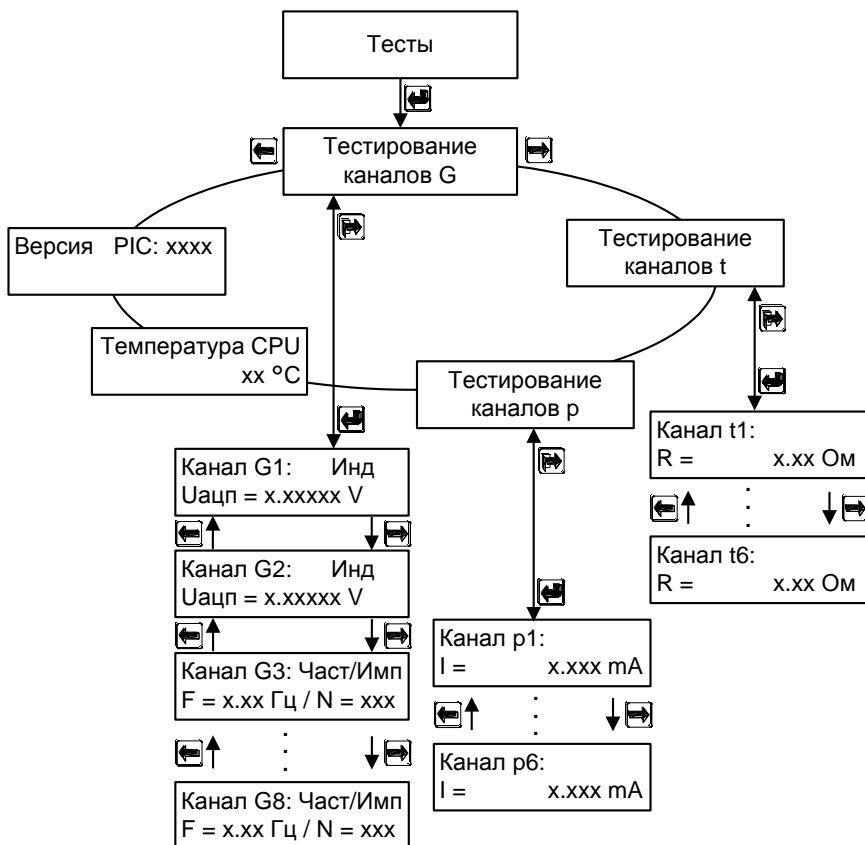 Тесты
Тестирование
каналов G
Версия PIC: xxxx
Тестирование
каналов t
Температура CPU
xx °C
Тестирование
каналов p
Канал G1: Инд
Uацп = x.xxxxx V
Канал G2: Инд
Uацп = x.xxxxx V
Канал G3: Част/Имп
F = x.xx Гц / N = xxx
.
.
.
Канал G8: Част/Имп
F = x.xx Гц / N = xxx
Канал p1:
I = x.xxx mA
.
.
.
Канал p6:
I = x.xxx mA
Канал t1:
R = x.xx Ом
.
.
.
Канал t6:
R = x.xx Ом